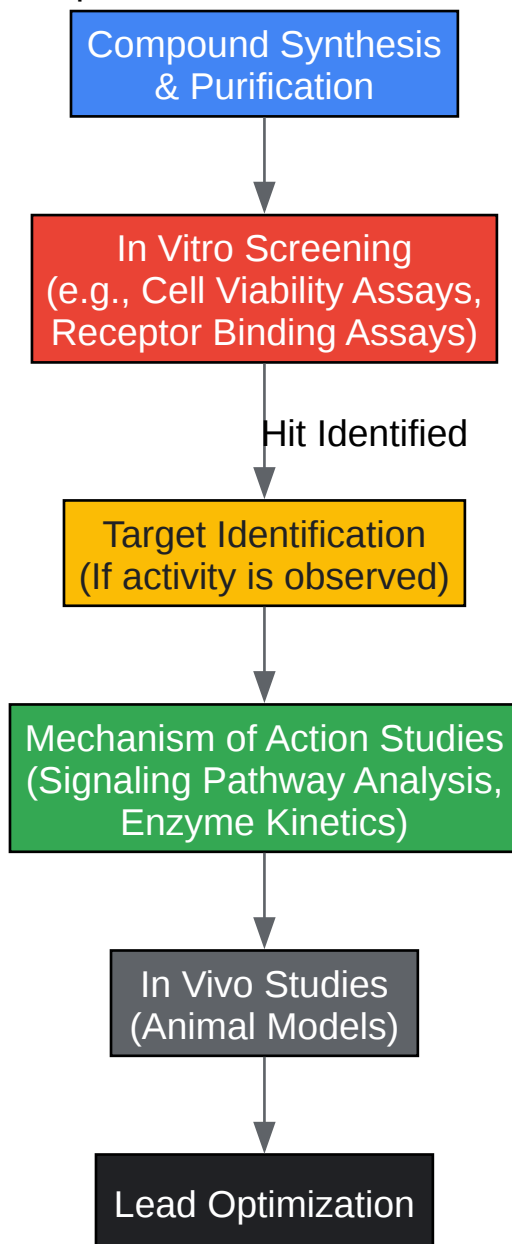 Compound Synthesis
& Purification
In Vitro Screening
(e.g., Cell Viability Assays,
Receptor Binding Assays)
Hit Identified
Target Identification
(If activity is observed)
Mechanism of Action Studies
(Signaling Pathway Analysis,
Enzyme Kinetics)
In Vivo Studies
(Animal Models)
Lead Optimization